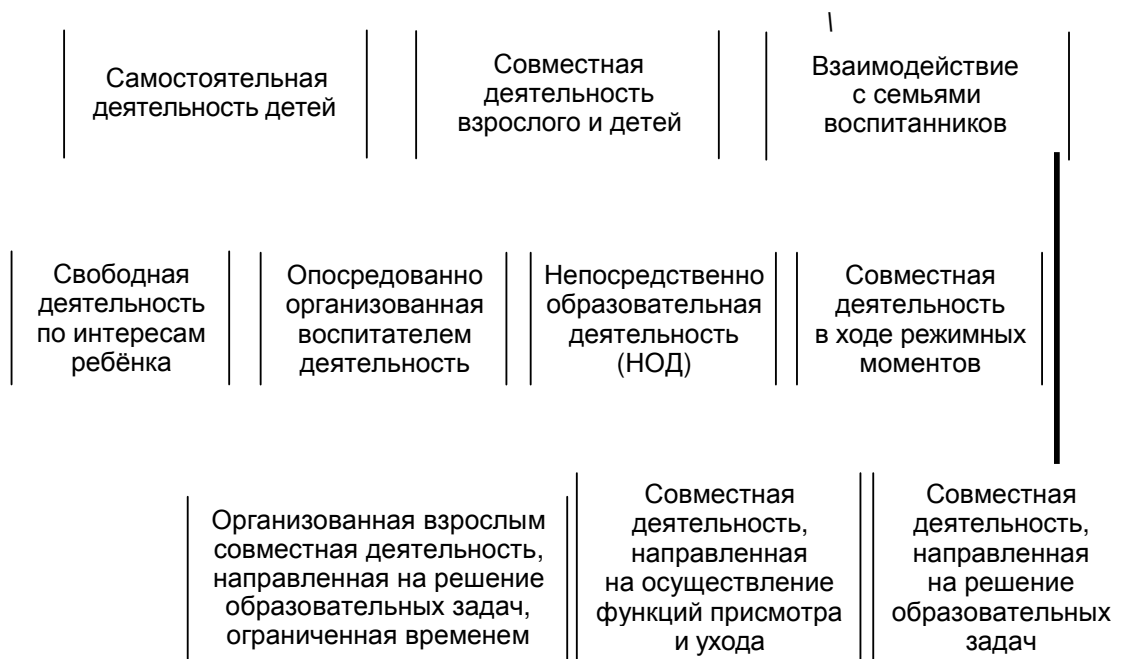 Самостоятельная
деятельность детей
Совместная
деятельность
взрослого и детей
Взаимодействие
с семьями
воспитанников
Свободная
деятельность
по интересам
ребёнка
Опосредованно
организованная
воспитателем
деятельность
Непосредственно
образовательная
деятельность
(НОД)
Совместная
деятельность
в ходе режимных
моментов
Организованная взрослым
совместная деятельность,
направленная на решение
образовательных задач,
ограниченная временем
Совместная
деятельность,
направленная
на осуществление
функций присмотра
и ухода
Совместная
деятельность,
направленная
на решение
образовательных
задач